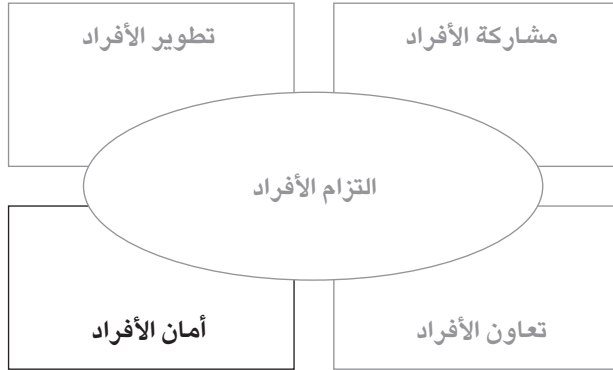 مشاركة الأفراد
تطوير الأفراد
التزام الأفراد
تعاون الأفراد
أمان الأفراد